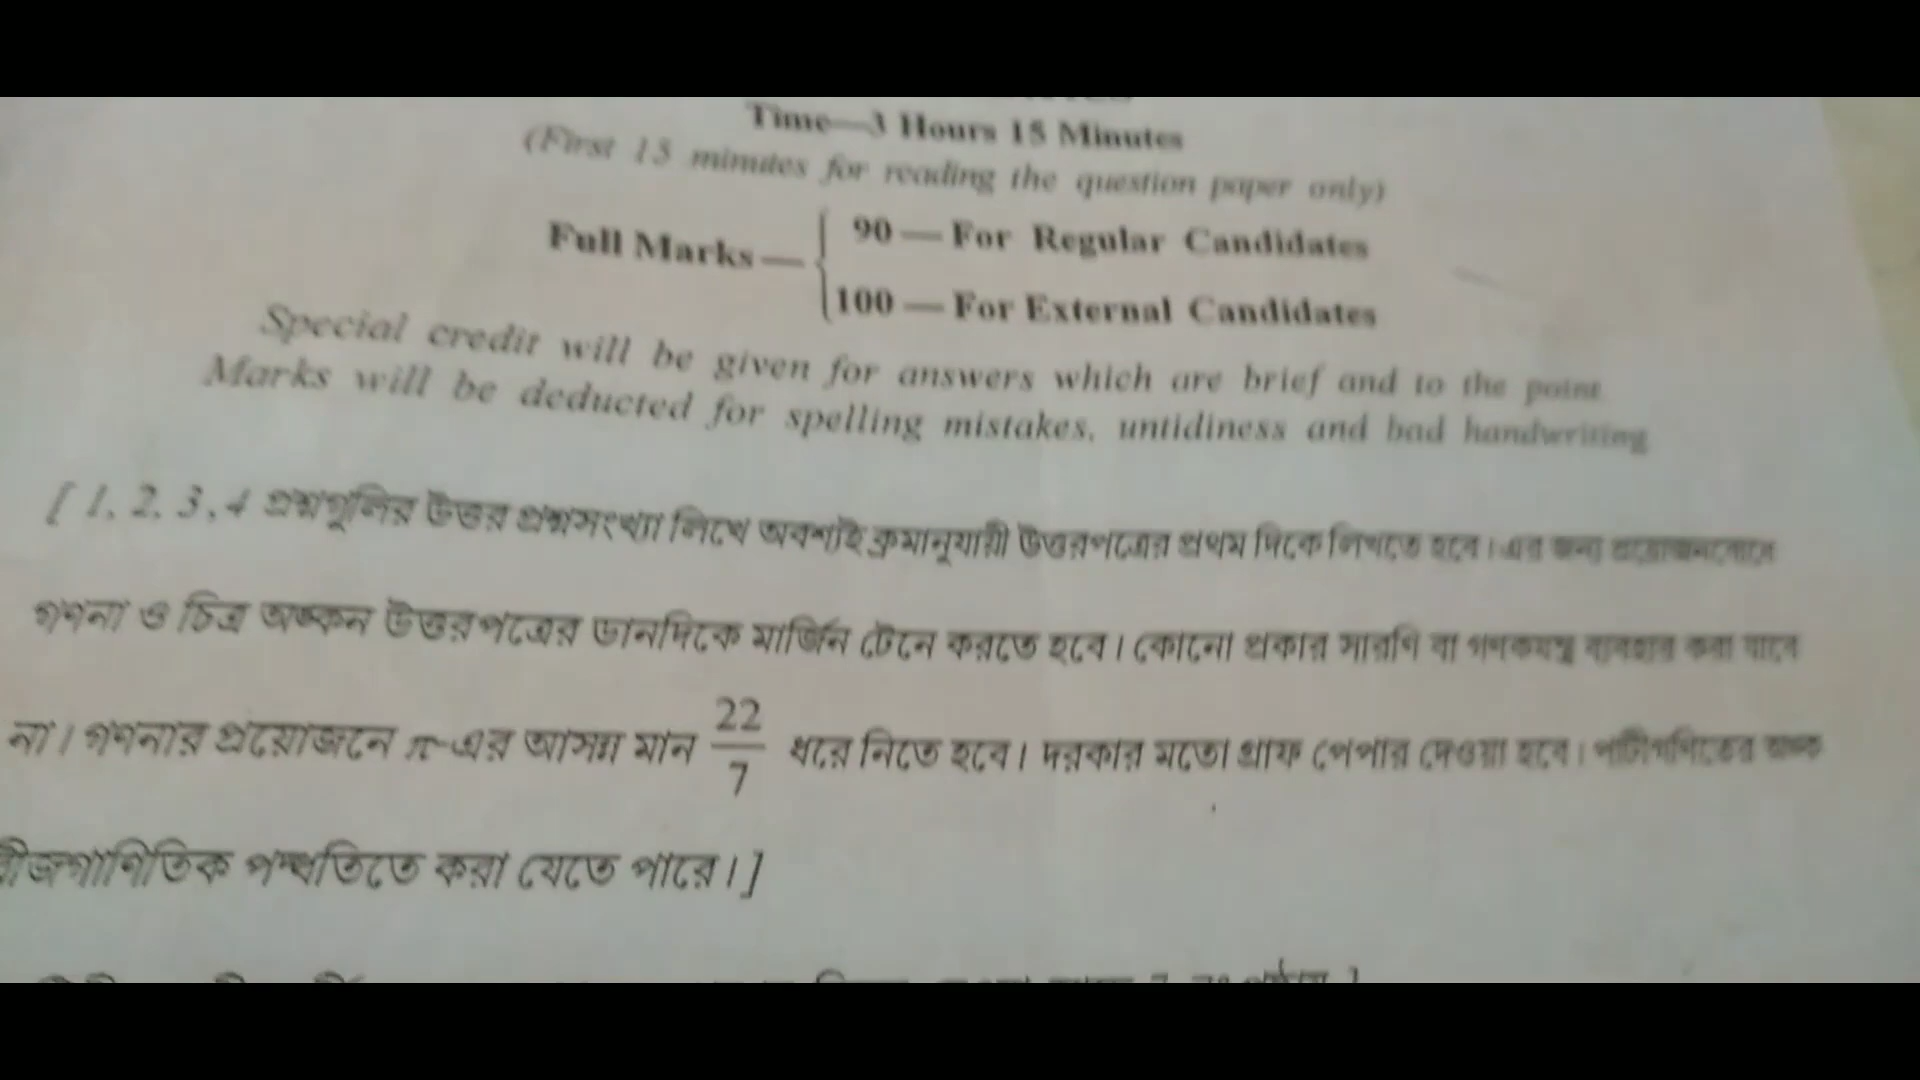 Time—3 Hours 15 Minutes
(First 15 minutes for reading the question paper only)
Full Marks— { 90 — For Regular Candidates
100 — For External Candidates
Special credit will be given for answers which are brief and to the point
Marks will be deducted for spelling mistakes, untidiness and bad handwriting
[ 1, 2, 3, 4 প্রশ্নগুলির উত্তর প্রশ্নসংখ্যা লিখে অবশ্যই ক্রমানুযায়ী উত্তরপত্রের প্রথম দিকে লিখতে হবে। এর জন্য প্রয়োজনবোধে
গণনা ও চিত্র অঙ্কন উত্তরপত্রের ডানদিকে মার্জিন টেনে করতে হবে। কোনো প্রকার সারণি বা গণকযন্ত্র ব্যবহার করা যাবে
না। গণনার প্রয়োজনে π-এর আসন্ন মান 22/7 ধরে নিতে হবে। দরকার মতো গ্রাফ পেপার দেওয়া হবে। পাটিগণিতের অঙ্ক
বীজগাণিতিক পদ্ধতিতে করা যেতে পারে।]